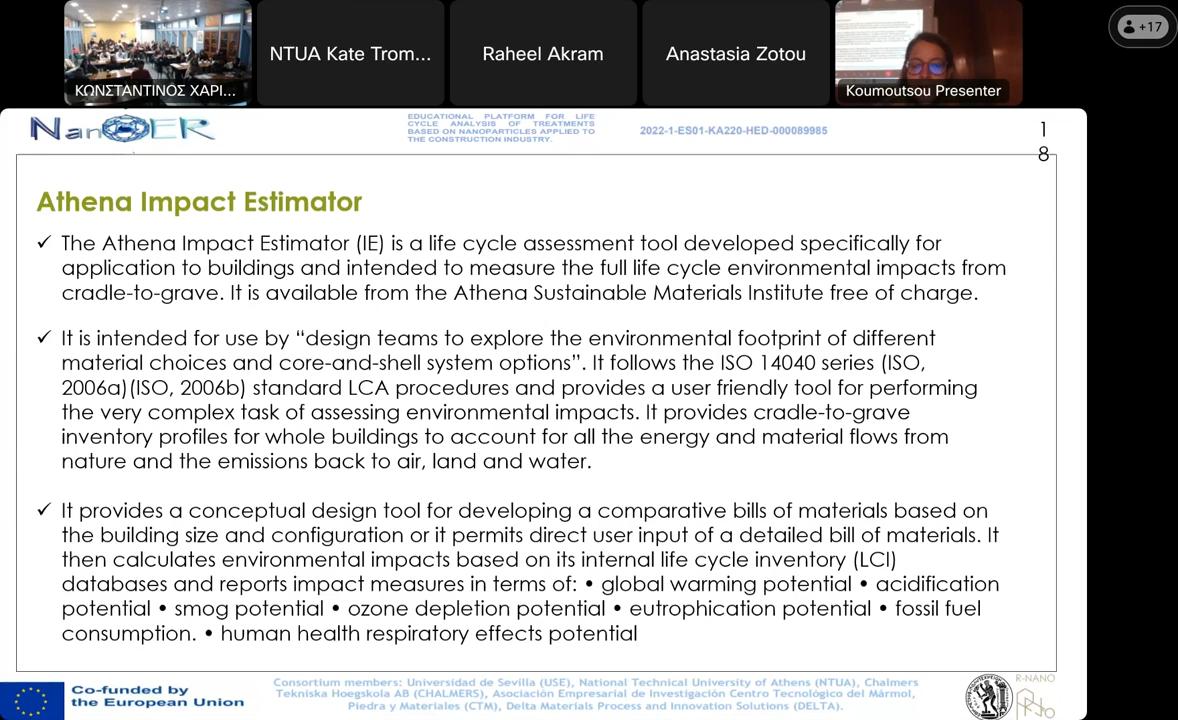 +17
NTUA Kate Trom...
Raheel Akram
Anastasia Zotou
ΚΩΝΣΤΑΝΤΙΝΟΣ ΧΑΡΙ...
Koumoutsou Presenter
NanOER
EDUCATIONAL PLATFORM FOR LIFE
CYCLE ANALYSIS OF TREATMENTS
BASED ON NANOPARTICLES APPLIED TO
THE CONSTRUCTION INDUSTRY.
2022-1-ES01-KA220-HED-000089985
1
8
Athena Impact Estimator
✓ The Athena Impact Estimator (IE) is a life cycle assessment tool developed specifically for
application to buildings and intended to measure the full life cycle environmental impacts from
cradle-to-grave. It is available from the Athena Sustainable Materials Institute free of charge.
✓ It is intended for use by “design teams to explore the environmental footprint of different
material choices and core-and-shell system options”. It follows the ISO 14040 series (ISO,
2006a)(ISO, 2006b) standard LCA procedures and provides a user friendly tool for performing
the very complex task of assessing environmental impacts. It provides cradle-to-grave
inventory profiles for whole buildings to account for all the energy and material flows from
nature and the emissions back to air, land and water.
✓ It provides a conceptual design tool for developing a comparative bills of materials based on
the building size and configuration or it permits direct user input of a detailed bill of materials. It
then calculates environmental impacts based on its internal life cycle inventory (LCI)
databases and reports impact measures in terms of: • global warming potential • acidification
potential • smog potential • ozone depletion potential • eutrophication potential • fossil fuel
consumption. • human health respiratory effects potential
Co-funded by
the European Union
Consortium members: Universidad de Sevilla (USE), National Technical University of Athens (NTUA), Chalmers
Tekniska Hoegskola AB (CHALMERS), Asociación Empresarial de Investigación Centro Tecnológico del Mármol,
Piedra y Materiales (CTM), Delta Materials Process and Innovation Solutions (DELTA).
R-NANO